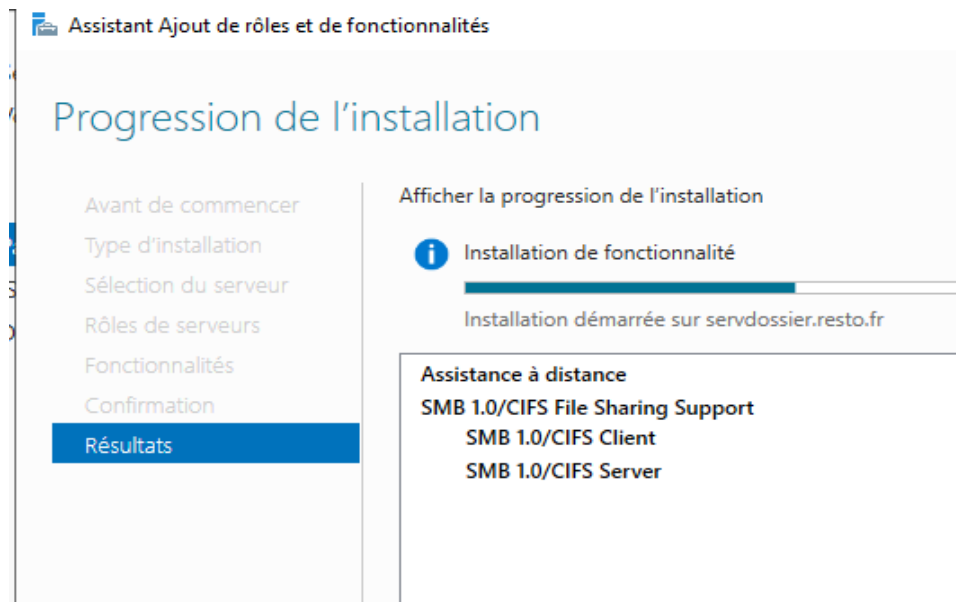 Assistant Ajout de rôles et de fonctionnalités
Progression de l'installation
Avant de commencer
Type d'installation
Sélection du serveur
Rôles de serveurs
Fonctionnalités
Confirmation
Résultats
Afficher la progression de l'installation
Installation de fonctionnalité
Installation démarrée sur servdossier.resto.fr
Assistance à distance
SMB 1.0/CIFS File Sharing Support
SMB 1.0/CIFS Client
SMB 1.0/CIFS Server